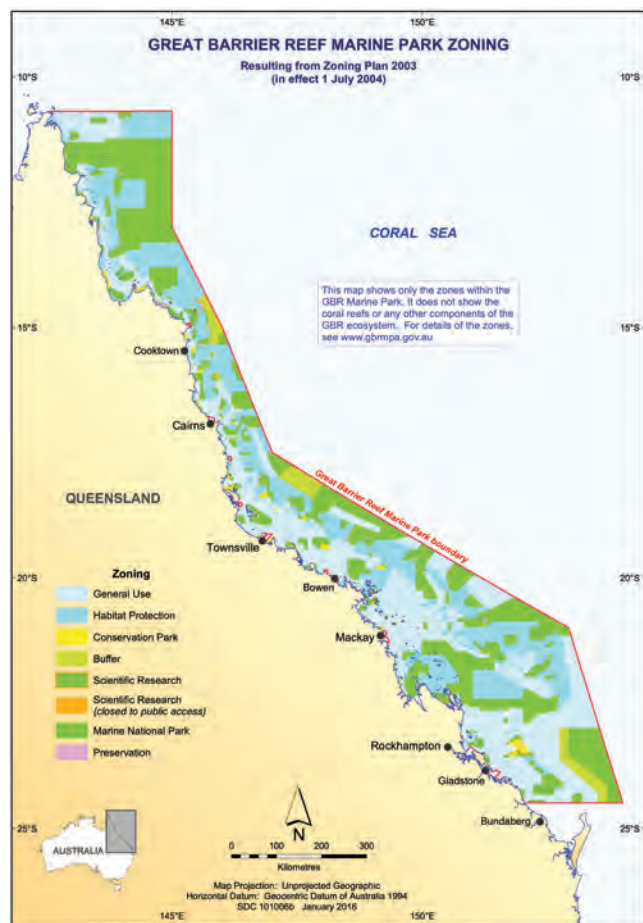 145°E 150°E
GREAT BARRIER REEF MARINE PARK ZONING
Resulting from Zoning Plan 2003
(in effect 1 July 2004)
10°S 10°S
CORAL SEA
This map shows only the zones within the
GBR Marine Park. It does not show the
coral reefs or any other components of the
GBR ecosystem. For details of the zones,
see www.gbrmpa.gov.au
15°S 15°S
Cooktown
Cairns
Great Barrier Reef Marine Park boundary
QUEENSLAND
Townsville
20°S 20°S
Bowen
Zoning
General Use
Habitat Protection
Conservation Park
Buffer
Scientific Research
Scientific Research
(closed to public access)
Marine National Park
Preservation
Mackay
Rockhampton
Gladstone
Bundaberg
25°S 25°S
AUSTRALIA
N
0 100 200 300
Kilometres
Map Projection: Unprojected Geographic
Horizontal Datum: Geocentric Datum of Australia 1994
SDC 101006b January 2016
145°E 150°E